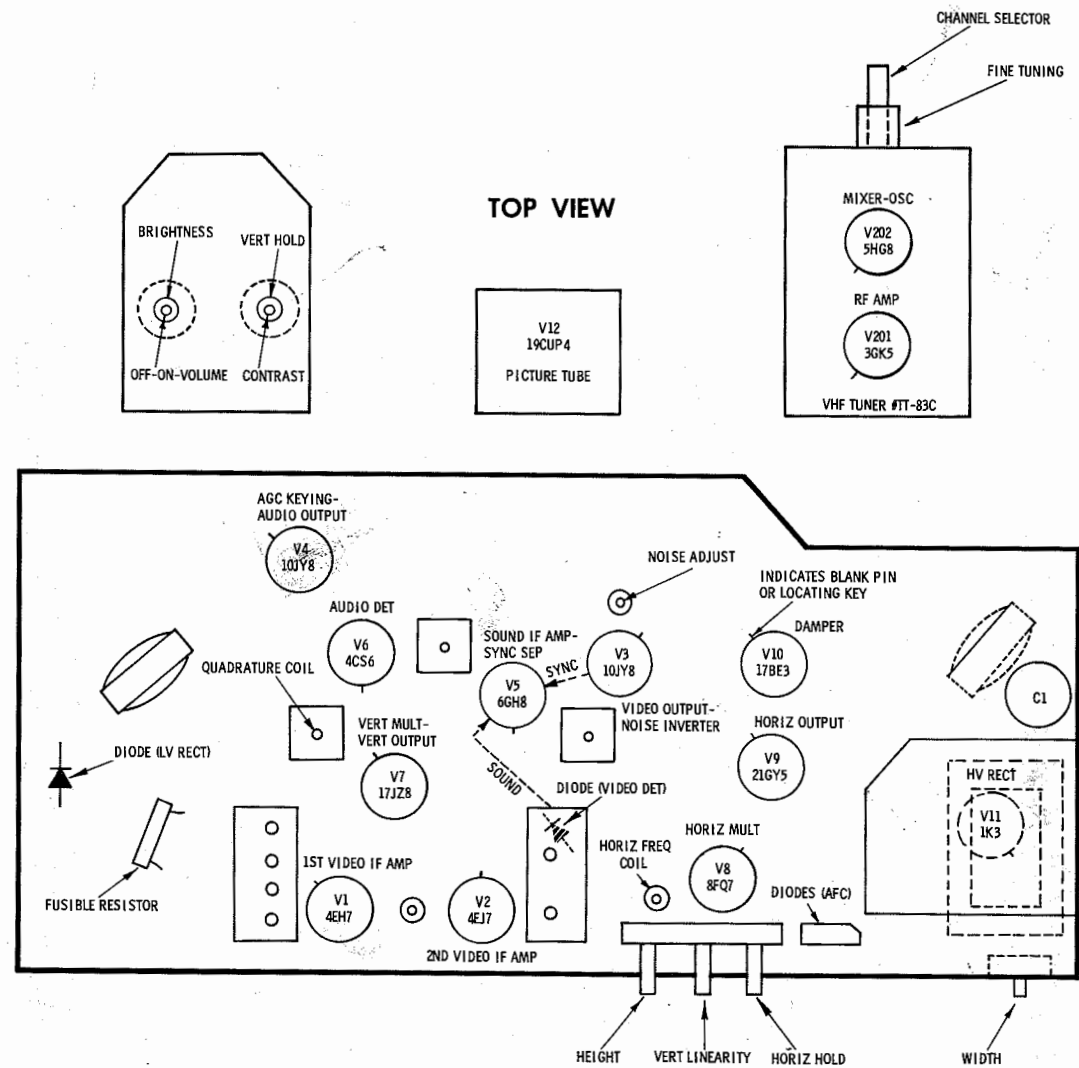 CHANNEL SELECTOR
FINE TUNING
TOP VIEW
BRIGHTNESS
VERT HOLD
OFF-ON-VOLUME
CONTRAST
V12
19CUP4
PICTURE TUBE
MIXER-OSC
V202
5HG8
RF AMP
V201
3GK5
VHF TUNER #TT-83C
AGC KEYING-
AUDIO OUTPUT
V4
10JY8
NOISE ADJUST
INDICATES BLANK PIN
OR LOCATING KEY
AUDIO DET
V6
4CS6
SOUND IF AMP-
SYNC SEP
V5
6GH8
SYNC
V3
10JY8
DAMPER
V10
17BE3
C1
QUADRATURE COIL
VERT MULT-
VERT OUTPUT
V7
17JZ8
VIDEO OUTPUT-
NOISE INVERTER
HORIZ OUTPUT
V9
21GY5
DIODE (LV RECT)
SOUND
DIODE (VIDEO DET)
HV RECT
V11
1K3
FUSIBLE RESISTOR
1ST VIDEO IF AMP
V1
4EH7
V2
4EJ7
2ND VIDEO IF AMP
HORIZ FREQ
COIL
HORIZ MULT
V8
8FQ7
DIODES (AFC)
HEIGHT
VERT LINEARITY
HORIZ HOLD
WIDTH